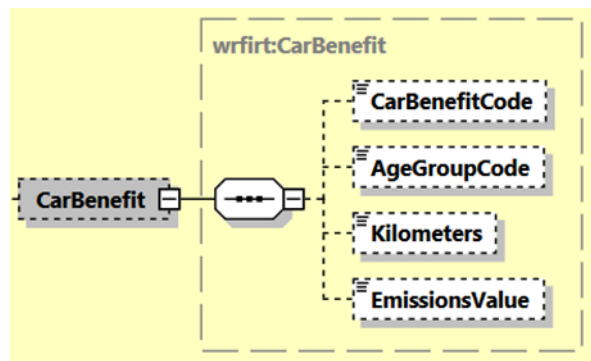 wrfirt:CarBenefit
CarBenefitCode
AgeGroupCode
CarBenefit
Kilometers
EmissionsValue